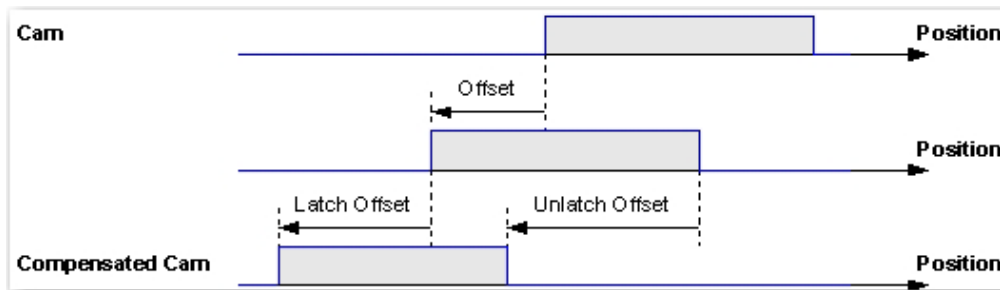 Cam
Position
Offset
Position
Latch Offset
Unlatch Offset
Compensated Cam
Position